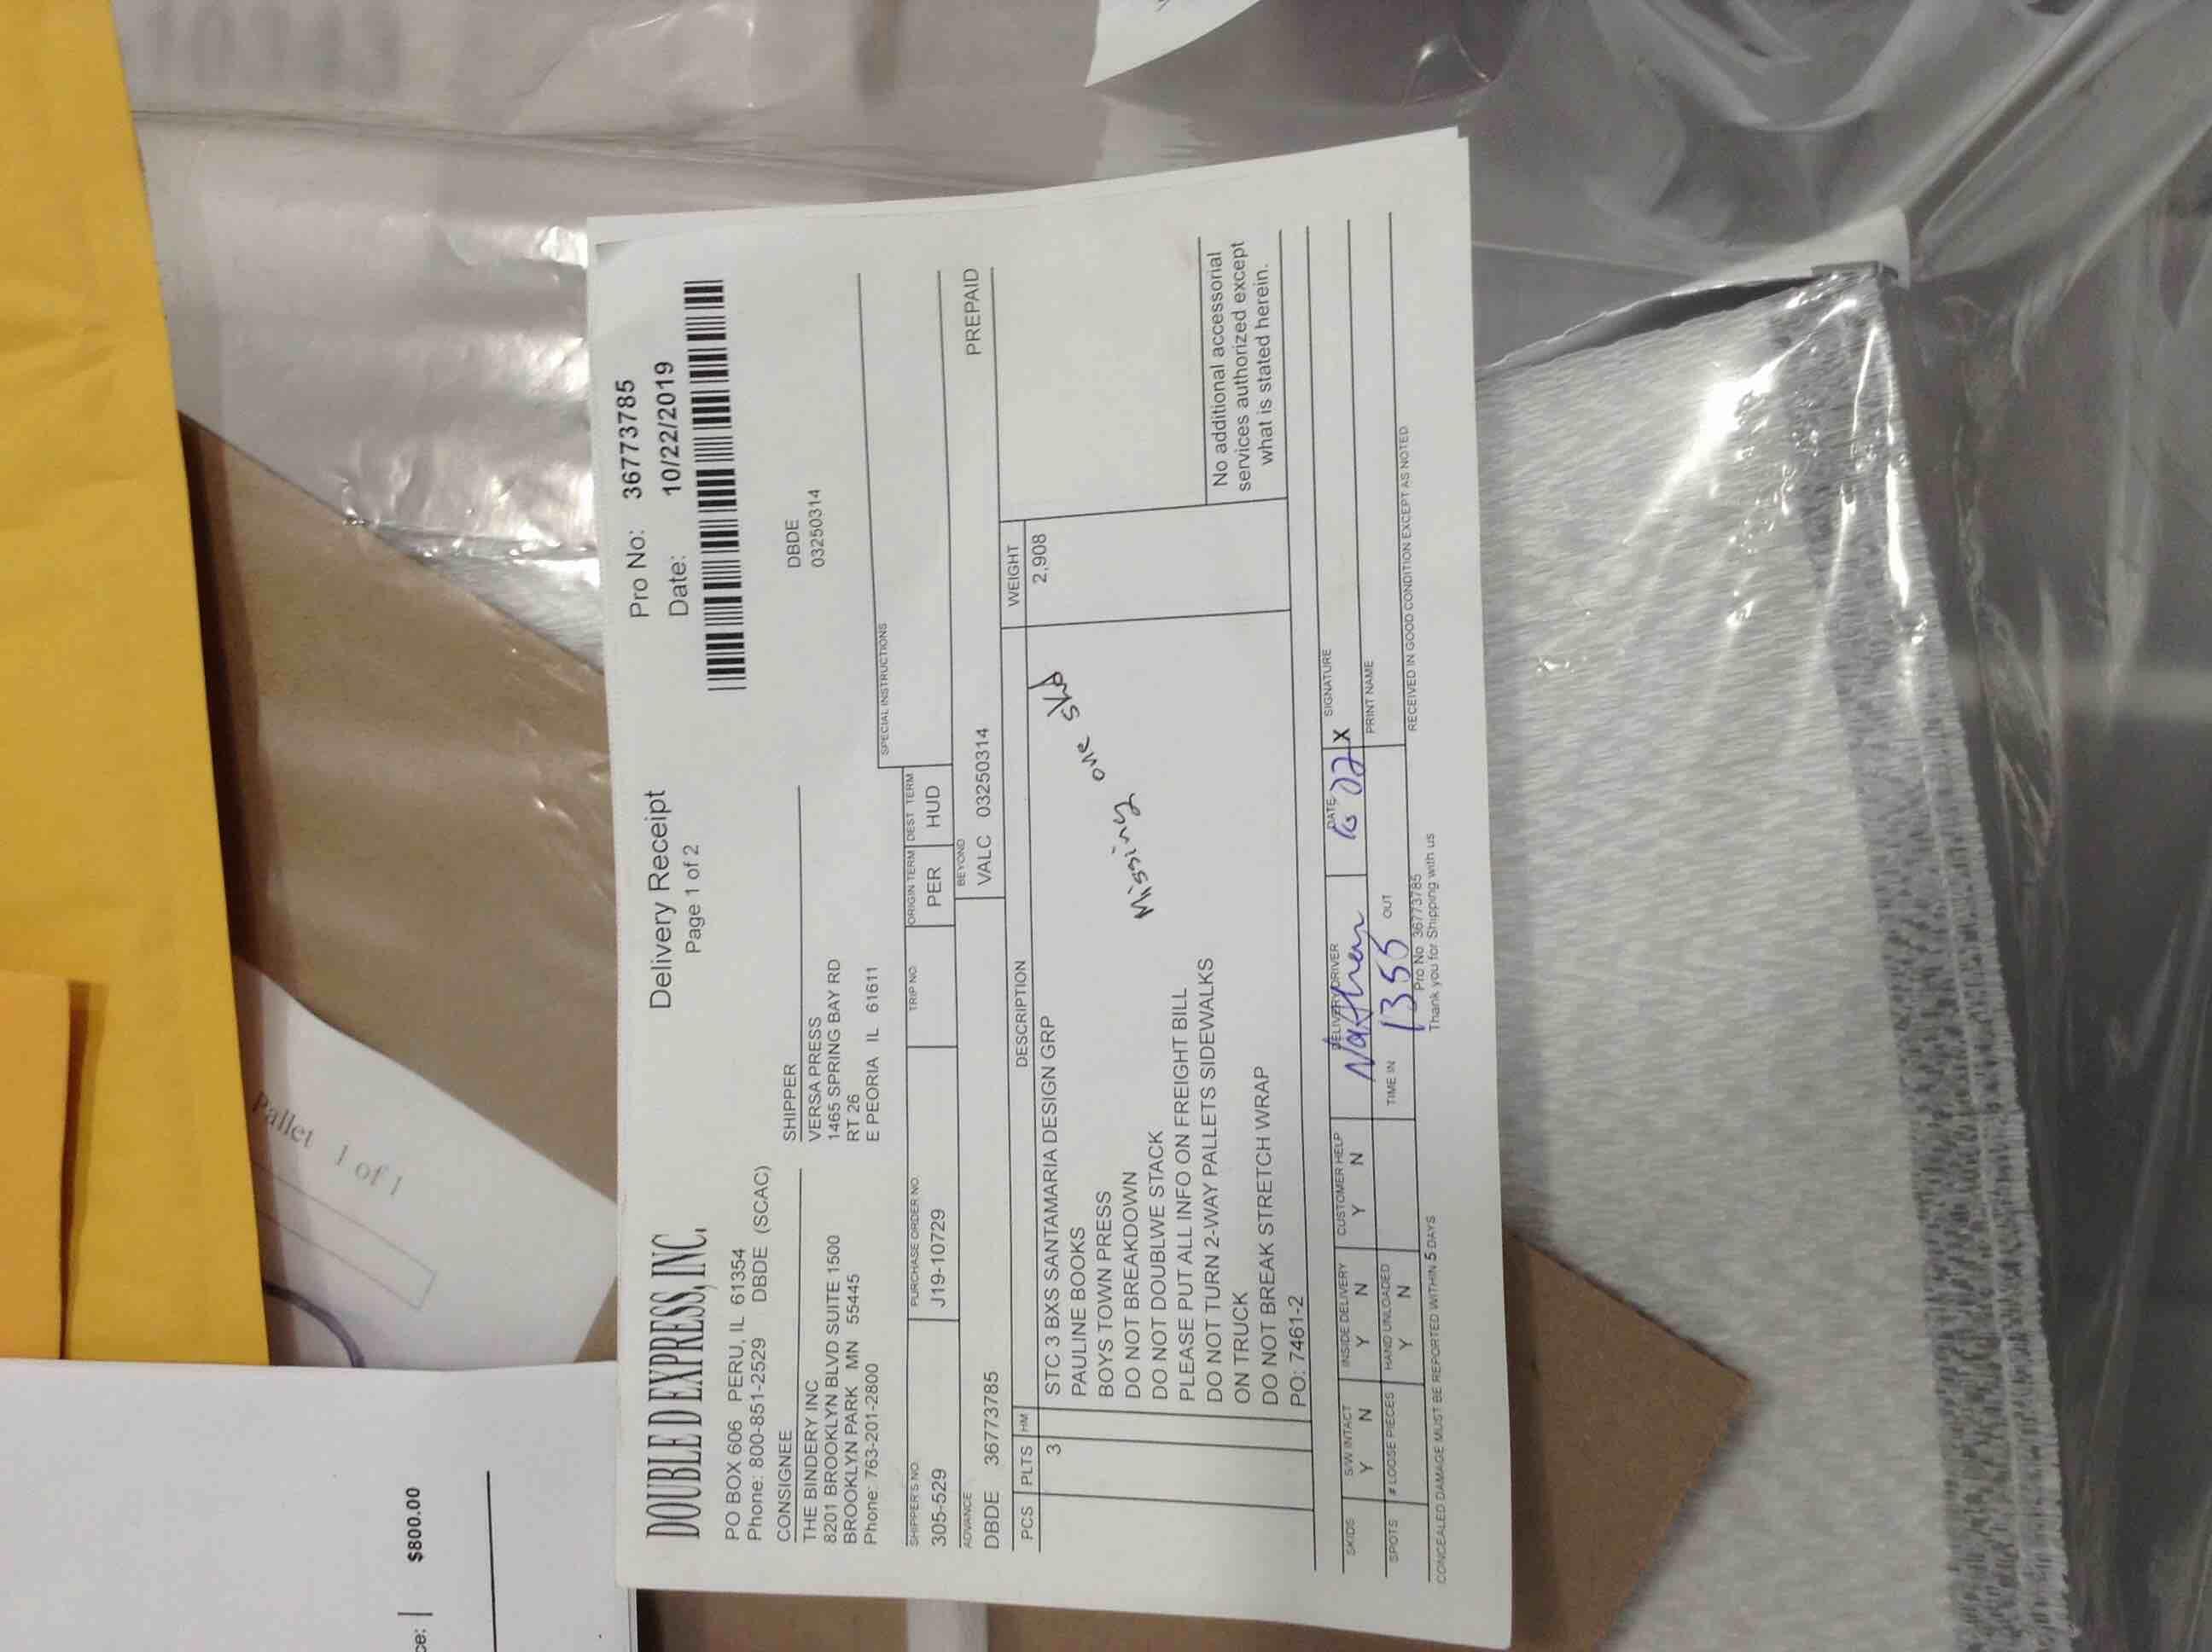 DOUBLE D EXPRESS, INC.
Delivery Receipt
Page 1 of 2
Pro No: 36773785
Date: 10/22/2019
PO BOX 606 PERU, IL 61354
Phone: 800-851-2529 DBDE (SCAC)
CONSIGNEE
THE BINDERY INC
8201 BROOKLYN BLVD SUITE 1500
BROOKLYN PARK MN 55445
Phone: 763-201-2800
SHIPPER
VERSA PRESS
1465 SPRING BAY RD
RT 26
E PEORIA IL 61611
DBDE
03250314
SHIPPER'S NO. PURCHASE ORDER NO. TRIP NO. ORIGIN TERM DEST TERM SPECIAL INSTRUCTIONS
305-529 J19-10729 PER HUD
ADVANCE BEYOND
DBDE 36773785 VALC 03250314 PREPAID
PCS PLTS HM DESCRIPTION WEIGHT
3 STC 3 BXS SANTAMARIA DESIGN GRP 2,908
PAULINE BOOKS
BOYS TOWN PRESS
DO NOT BREAKDOWN
DO NOT DOUBLWE STACK
PLEASE PUT ALL INFO ON FREIGHT BILL
DO NOT TURN 2-WAY PALLETS SIDEWALKS
ON TRUCK
DO NOT BREAK STRETCH WRAP
PO: 7461-2
Missing one skid
No additional accessorial
services authorized except
what is stated herein.
SKIDS S/W INTACT INSIDE DELIVERY CUSTOMER HELP DELIVERY DRIVER DATE SIGNATURE
Y N Y N Y N Nathan X
SPOTS # LOOSE PIECES HAND UNLOADED TIME IN OUT PRINT NAME
Y N 1355
CONCEALED DAMAGE MUST BE REPORTED WITHIN 5 DAYS
Pro No 36773785
Thank you for Shipping with us
RECEIVED IN GOOD CONDITION EXCEPT AS NOTED
Pallet 1 of 1
$800.00